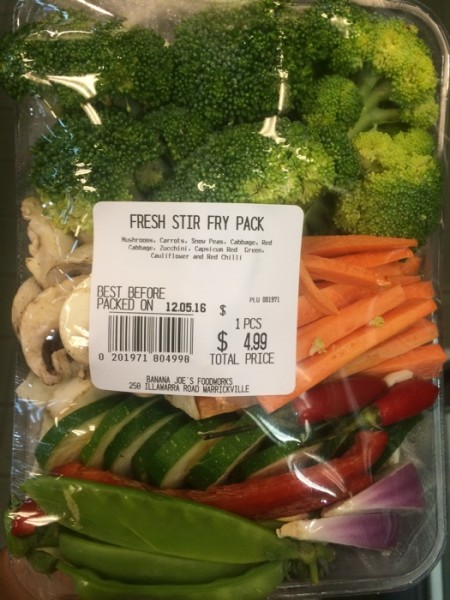 FRESH STIR FRY PACK
Mushrooms, Carrots, Snow Peas, Cabbage, Red
Cabbage, Zucchini, Capsicum Red Green,
Cauliflower and Red Chilli
BEST BEFORE
PACKED ON 12.05.16
PLU 001971
$
1 PCS
$ 4.99
TOTAL PRICE
0 201971 804998
BANANA JOE'S FOODWORKS
258 ILLAWARRA ROAD MARRICKVILLE